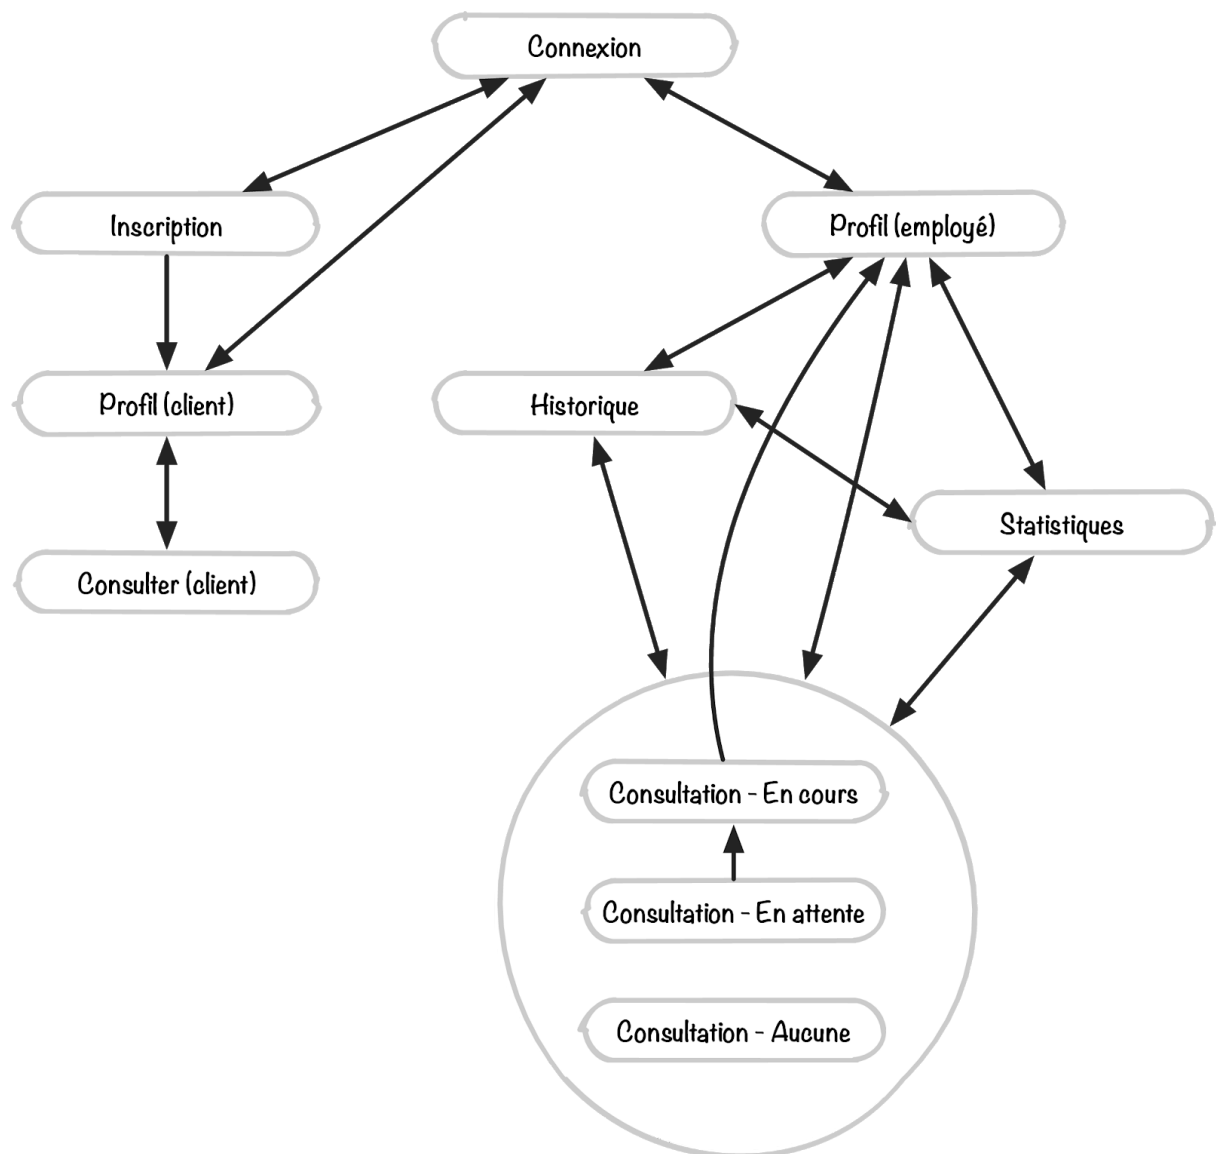 Connexion
Inscription
Profil (employé)
Profil (client)
Historique
Statistiques
Consulter (client)
Consultation - En cours
Consultation - En attente
Consultation - Aucune